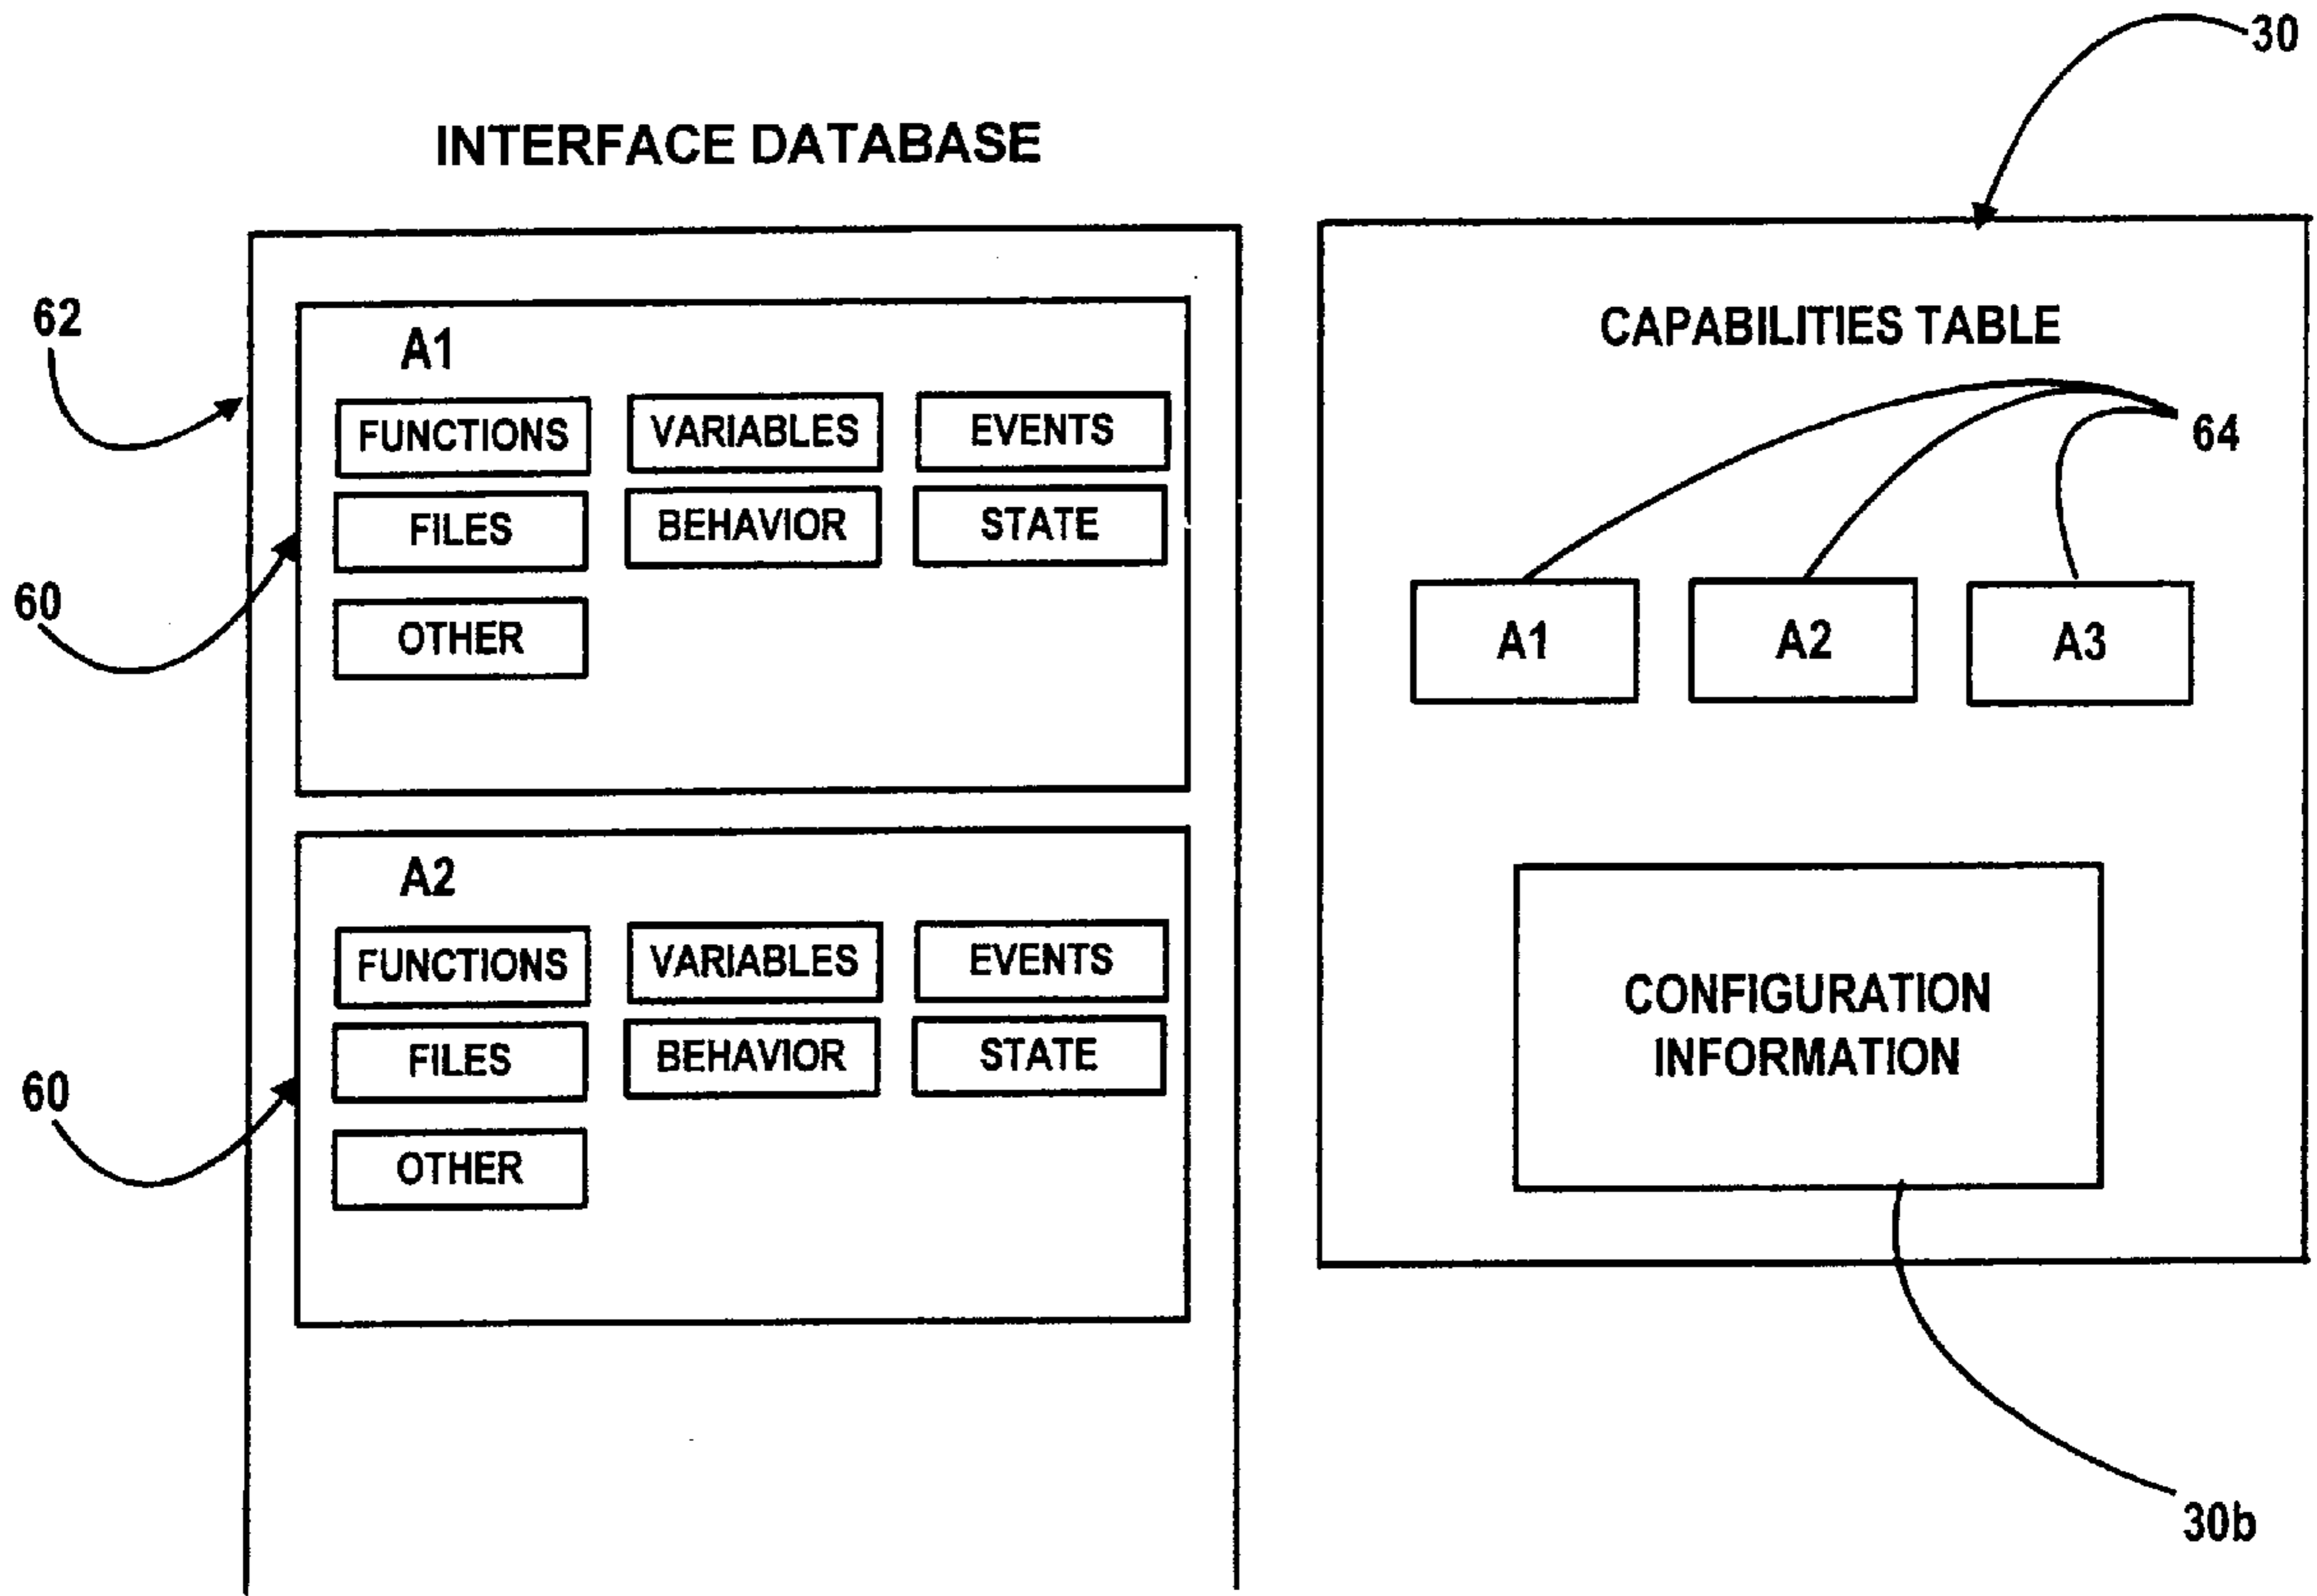 30
INTERFACE DATABASE
62
A1
FUNCTIONS VARIABLES EVENTS
FILES BEHAVIOR STATE
60
OTHER
A2
FUNCTIONS VARIABLES EVENTS
FILES BEHAVIOR STATE
60
OTHER
CAPABILITIES TABLE
64
A1 A2 A3
CONFIGURATION
INFORMATION
30b